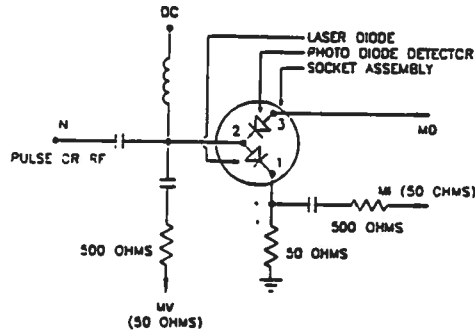 DC
LASER DIODE
PHOTO DIODE DETECTOR
SOCKET ASSEMBLY
N
PULSE OR RF
2
3
1
MD
MI (50 OHMS)
500 OHMS
500 OHMS
50 OHMS
MV
(50 OHMS)